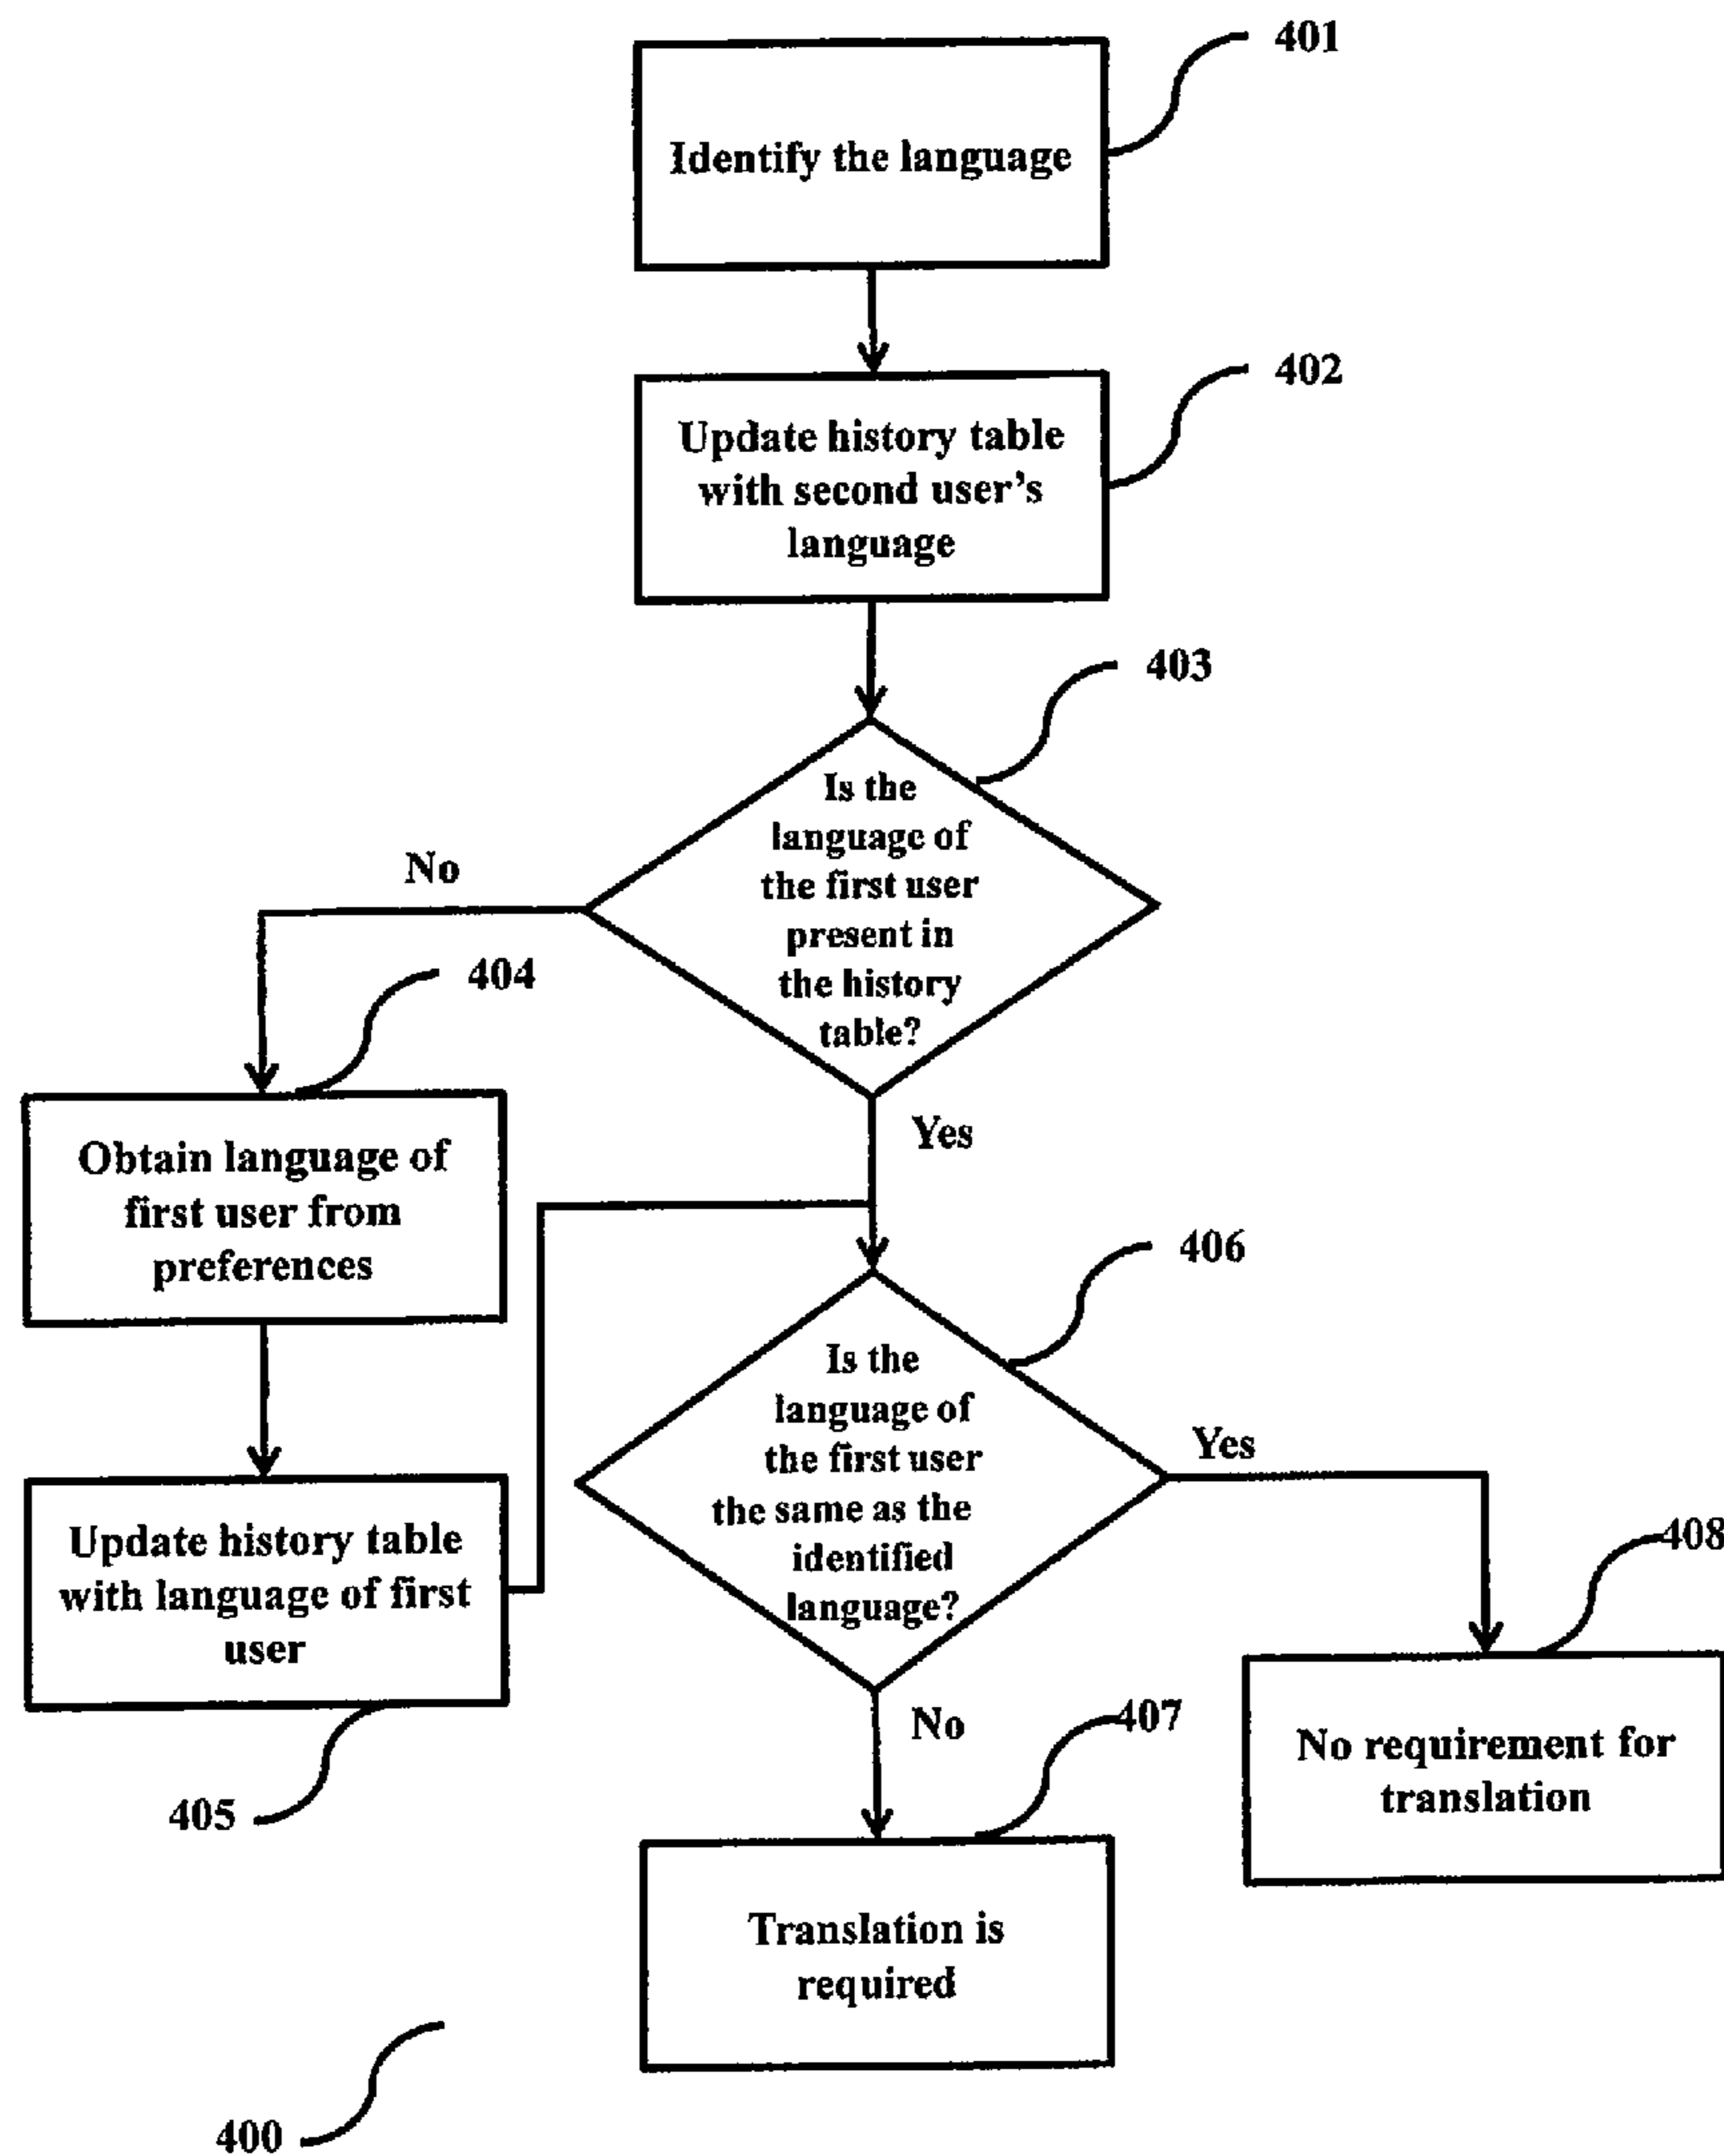 401
Identify the language
402
Update history table
with second user's
language
403
Is the
language of
the first user
present in
the history
table?
No
404
Yes
Obtain language of
first user from
preferences
406
Is the
language of
the first user
the same as the
identified
language?
Yes
408
Update history table
with language of first
user
405
No
407
No requirement for
translation
Translation is
required
400